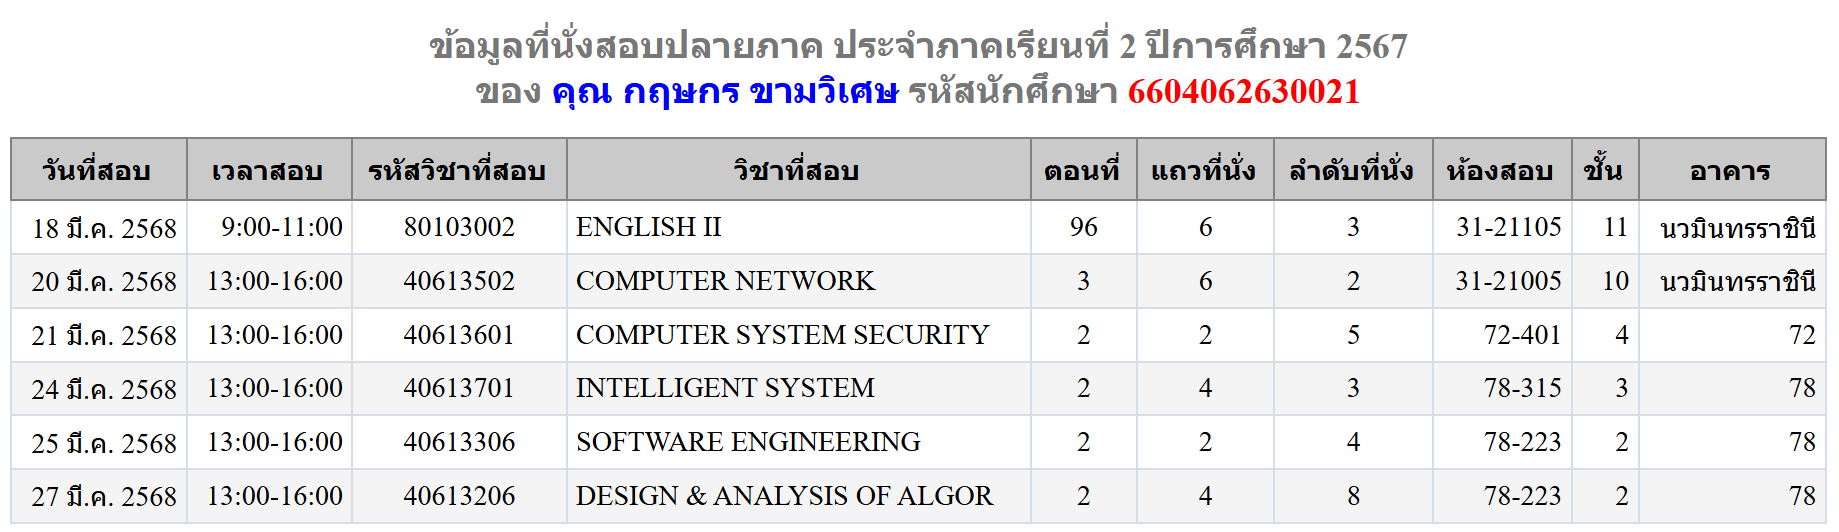 ข้อมูลที่นั่งสอบปลายภาค ประจำภาคเรียนที่ 2 ปีการศึกษา 2567
ของ คุณ กฤษกร ขามวิเศษ รหัสนักศึกษา 6604062630021
วันที่สอบ เวลาสอบ รหัสวิชาที่สอบ วิชาที่สอบ ตอนที่ แถวที่นั่ง ลำดับที่นั่ง ห้องสอบ ชั้น อาคาร
18 มี.ค. 2568 9:00-11:00 80103002 ENGLISH II 96 6 3 31-21105 11 นวมินทรราชินี
20 มี.ค. 2568 13:00-16:00 40613502 COMPUTER NETWORK 3 6 2 31-21005 10 นวมินทรราชินี
21 มี.ค. 2568 13:00-16:00 40613601 COMPUTER SYSTEM SECURITY 2 2 5 72-401 4 72
24 มี.ค. 2568 13:00-16:00 40613701 INTELLIGENT SYSTEM 2 4 3 78-315 3 78
25 มี.ค. 2568 13:00-16:00 40613306 SOFTWARE ENGINEERING 2 2 4 78-223 2 78
27 มี.ค. 2568 13:00-16:00 40613206 DESIGN & ANALYSIS OF ALGOR 2 4 8 78-223 2 78